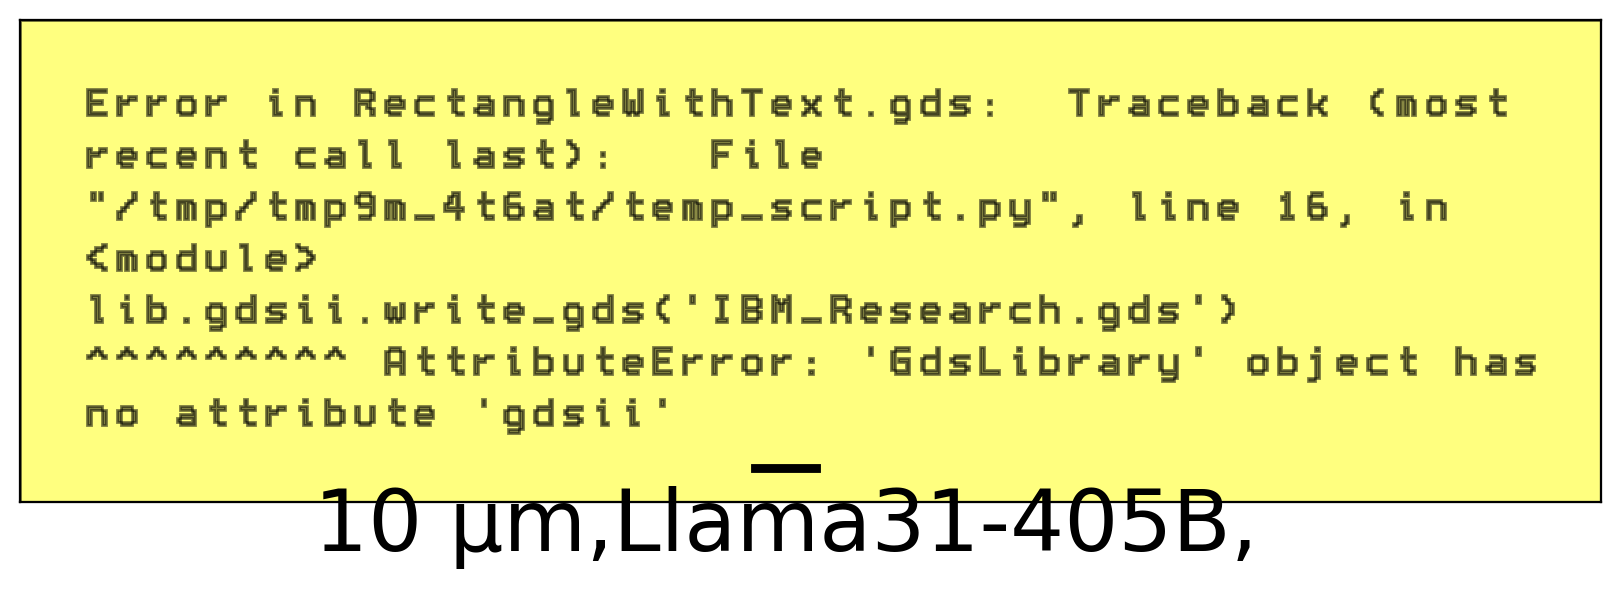 Error in RectangleWithText.gds:  Traceback (most
recent call last):   File
"/tmp/tmp9m_4t6at/temp_script.py", line 16, in
<module>
lib.gdsii.write_gds('IBM_Research.gds')
^^^^^^^^^ AttributeError: 'GdsLibrary' object has
no attribute 'gdsii'
10 μm,Llama31-405B,